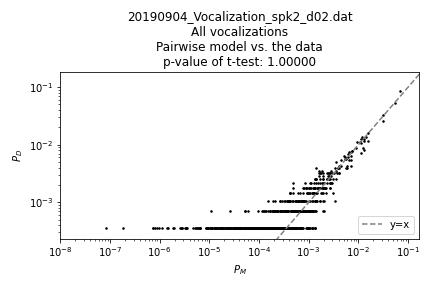 20190904_Vocalization_spk2_d02.dat
All vocalizations
Pairwise model vs. the data
p-value of t-test: 1.00000
10⁻¹
10⁻²
10⁻³
P_D
y=x
10⁻⁸ 10⁻⁷ 10⁻⁶ 10⁻⁵ 10⁻⁴ 10⁻³ 10⁻² 10⁻¹
P_M